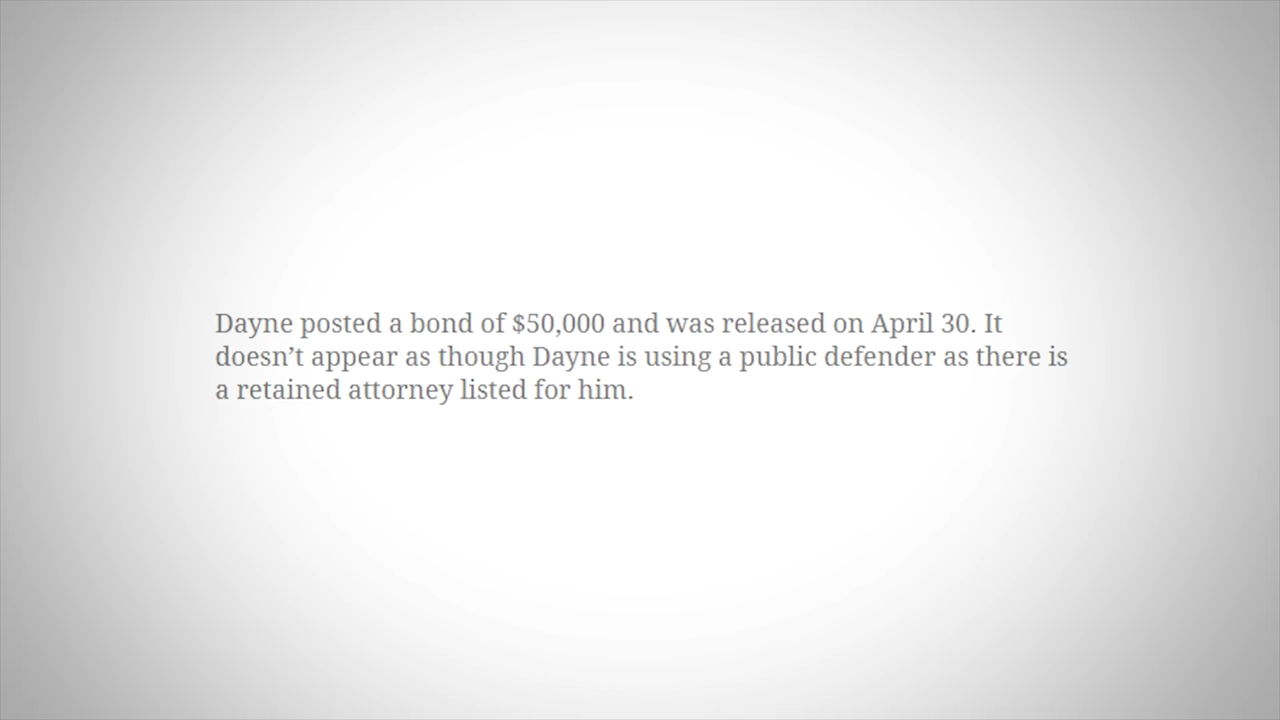 Dayne posted a bond of $50,000 and was released on April 30. It
doesn’t appear as though Dayne is using a public defender as there is
a retained attorney listed for him.